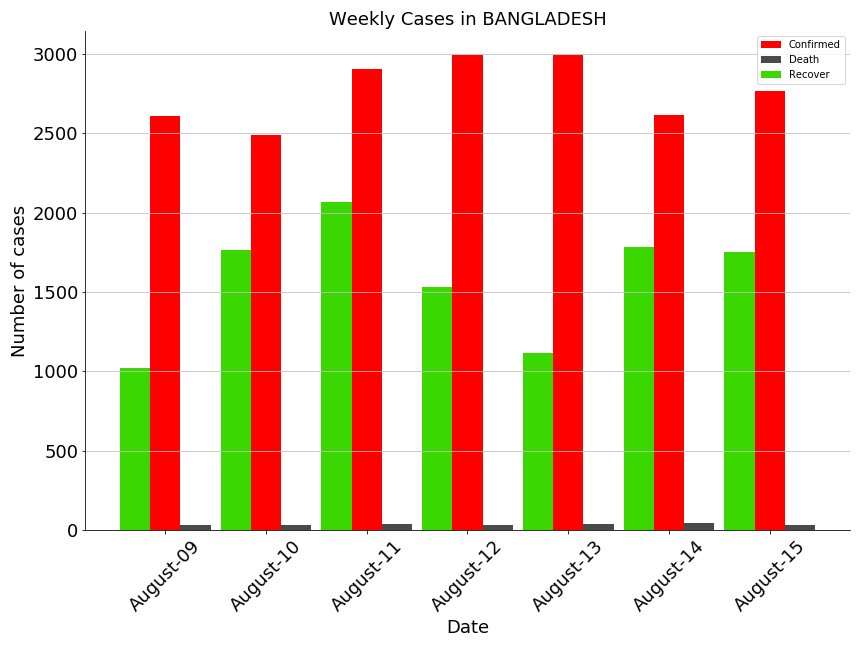 Weekly Cases in BANGLADESH
Confirmed
Death
Recover
Number of cases
3000
2500
2000
1500
1000
500
0
August-09
August-10
August-11
August-12
August-13
August-14
August-15
Date